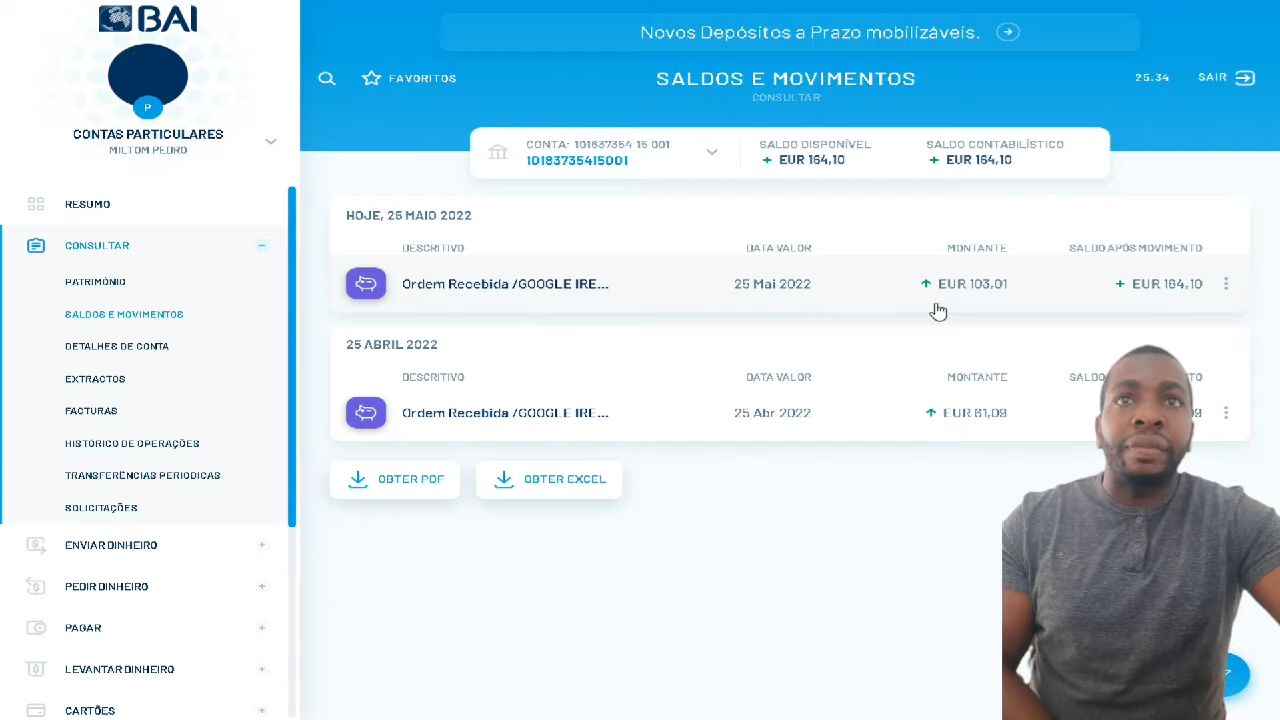 BAI
P
CONTAS PARTICULARES
MILTOM PEDRO
RESUMO
CONSULTAR
PATRIMÓNIO
SALDOS E MOVIMENTOS
DETALHES DE CONTA
EXTRACTOS
FACTURAS
HISTÓRICO DE OPERAÇÕES
TRANSFERÊNCIAS PERIÓDICAS
SOLICITAÇÕES
ENVIAR DINHEIRO
PEDIR DINHEIRO
PAGAR
LEVANTAR DINHEIRO
CARTÕES
Novos Depósitos a Prazo mobilizáveis.
FAVORITOS
SALDOS E MOVIMENTOS
CONSULTAR
25:34
SAIR
CONTA: 101837354 15 001
10183735415001
SALDO DISPONÍVEL
+ EUR 164,10
SALDO CONTABILÍSTICO
+ EUR 164,10
HOJE, 25 MAIO 2022
DESCRITIVO DATA VALOR MONTANTE SALDO APÓS MOVIMENTO
Ordem Recebida /GOOGLE IRE... 25 Mai 2022 EUR 103,01 + EUR 164,10
25 ABRIL 2022
DESCRITIVO DATA VALOR MONTANTE
Ordem Recebida /GOOGLE IRE... 25 Abr 2022 EUR 61,09
OBTER PDF
OBTER EXCEL